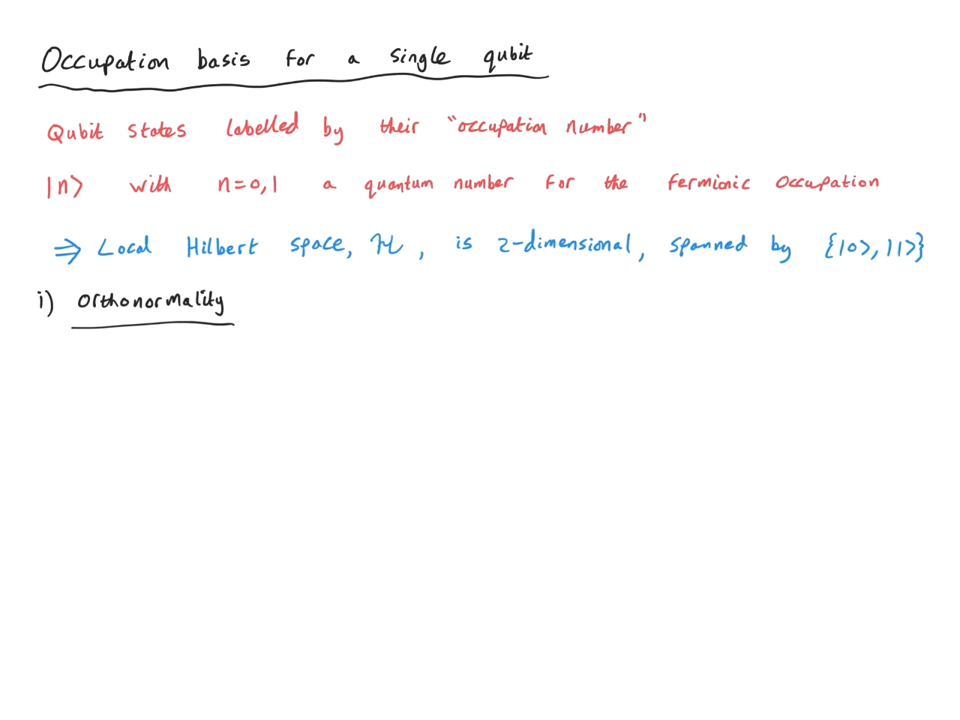 Occupation basis for a single qubit
Qubit states labelled by their "occupation number"
|n> with n=0,1 a quantum number for the fermionic occupation
⇒ Local Hilbert space, ℋ, is 2-dimensional, spanned by {|0>, |1>}
i) Orthonormality